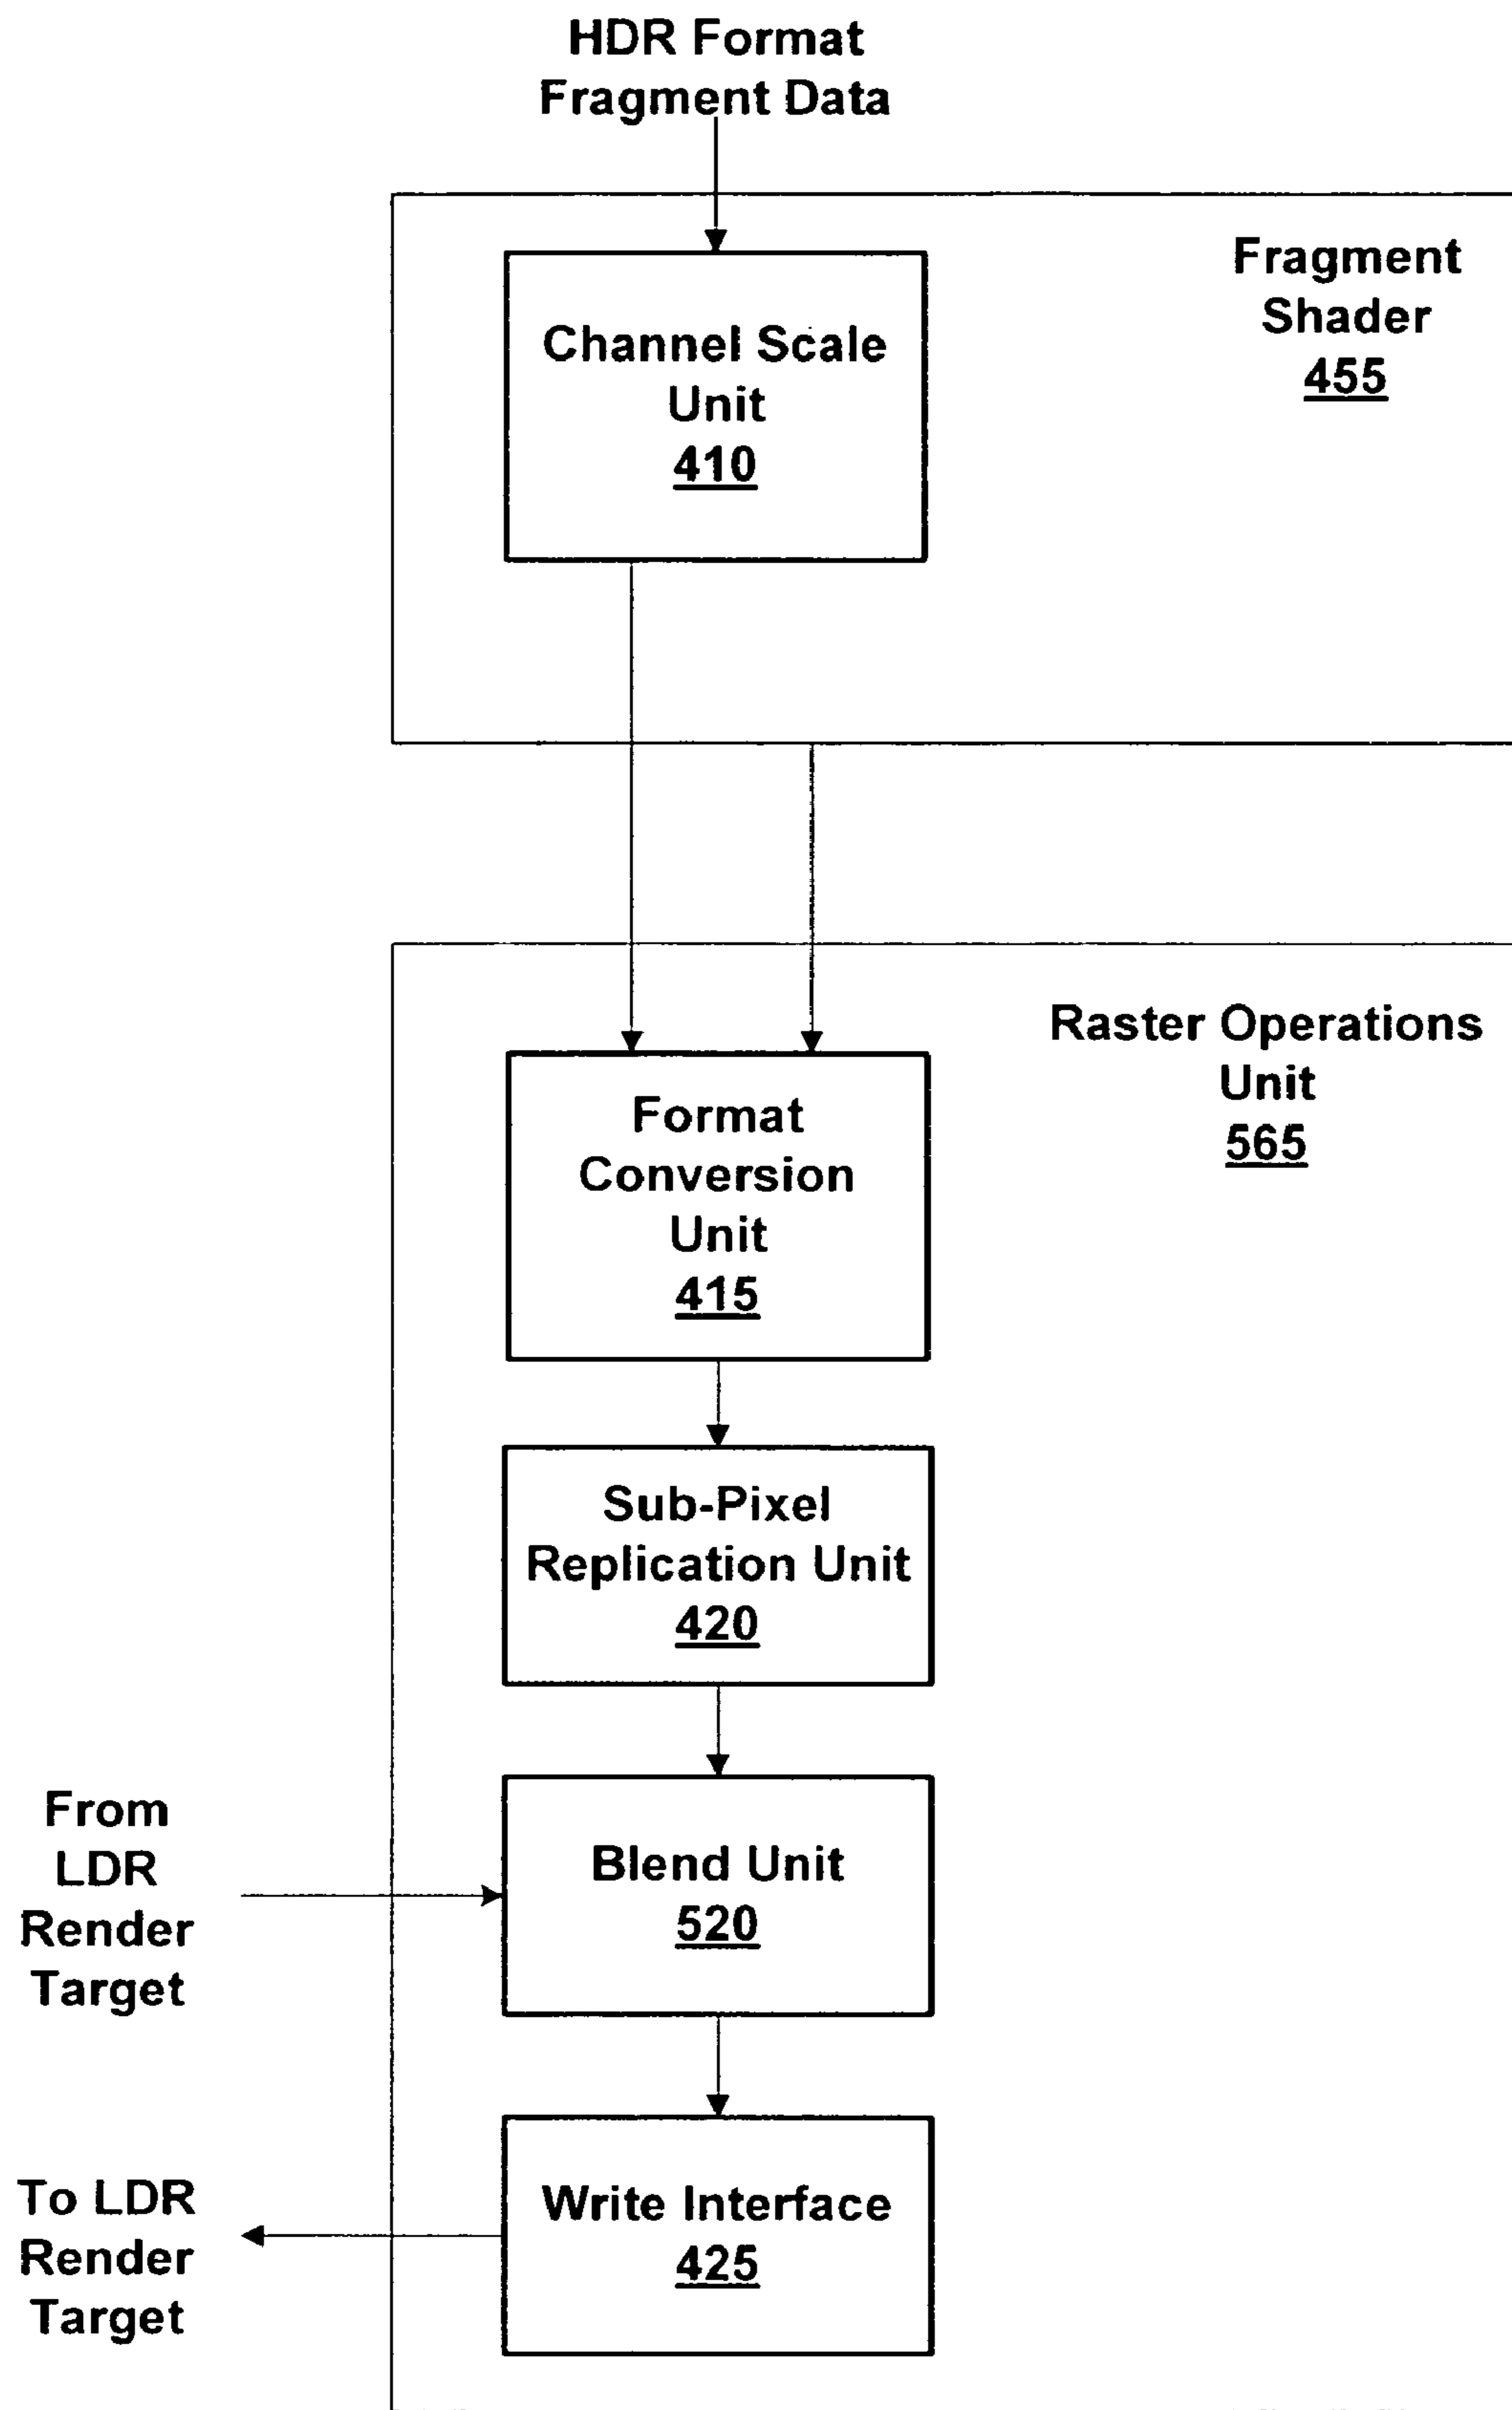 HDR Format
Fragment Data
Fragment
Shader
455
Channel Scale
Unit
410
Raster Operations
Unit
565
Format
Conversion
Unit
415
Sub-Pixel
Replication Unit
420
From
LDR
Render
Target
Blend Unit
520
To LDR
Render
Target
Write Interface
425